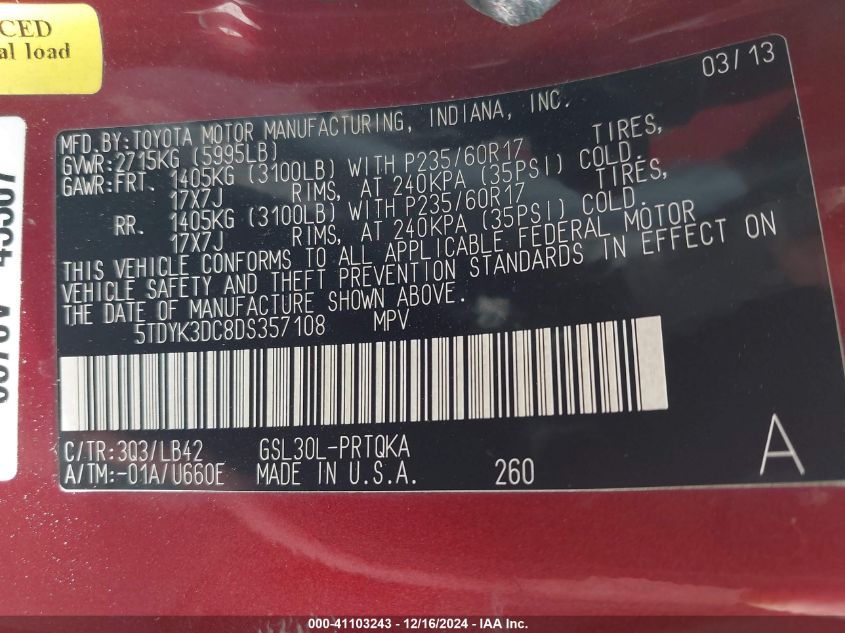 CED
al load
03/13
MFD. BY: TOYOTA MOTOR MANUFACTURING, INDIANA, INC.
GVWR: 2715KG (5995LB)
GAWR: FRT. 1405KG (3100LB) WITH P235/60R17 TIRES,
17X7J RIMS, AT 240KPA (35PSI) COLD.
RR. 1405KG (3100LB) WITH P235/60R17 TIRES,
17X7J RIMS, AT 240KPA (35PSI) COLD.
THIS VEHICLE CONFORMS TO ALL APPLICABLE FEDERAL MOTOR
VEHICLE SAFETY AND THEFT PREVENTION STANDARDS IN EFFECT ON
THE DATE OF MANUFACTURE SHOWN ABOVE.
5TDYK3DC8DS357108 MPV
C/TR: 3Q3/LB42 GSL30L-PRTQKA
A/TM: -01A/U660E MADE IN U.S.A. 260
A
000-41103243 - 12/16/2024 - IAA Inc.